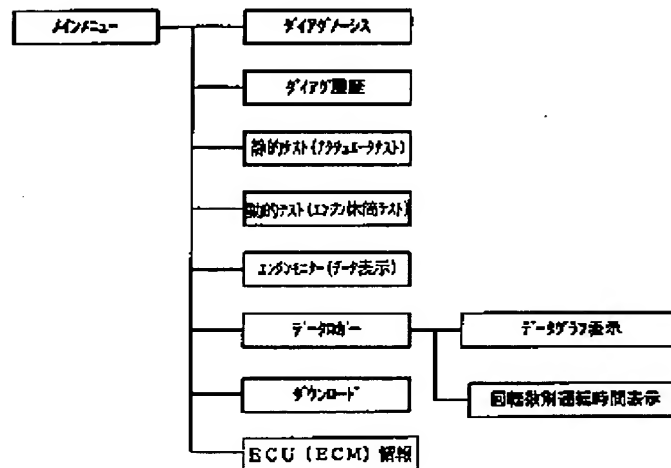 メインメニュー
ダイアグノーシス
ダイアグ履歴
静的テスト(アクチュエータテスト)
動的テスト(エンジン休筒テスト)
エンジンモニター(データ表示)
データロガー
データグラフ表示
ダウンロード
回転数別運転時間表示
ECU(ECM)情報